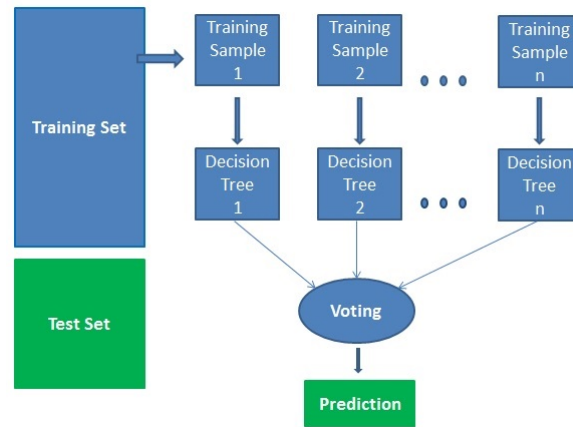 Training Set
Training
Sample
1
Training
Sample
2
Training
Sample
n
Decision
Tree
1
Decision
Tree
2
Decision
Tree
n
Test Set
Voting
Prediction